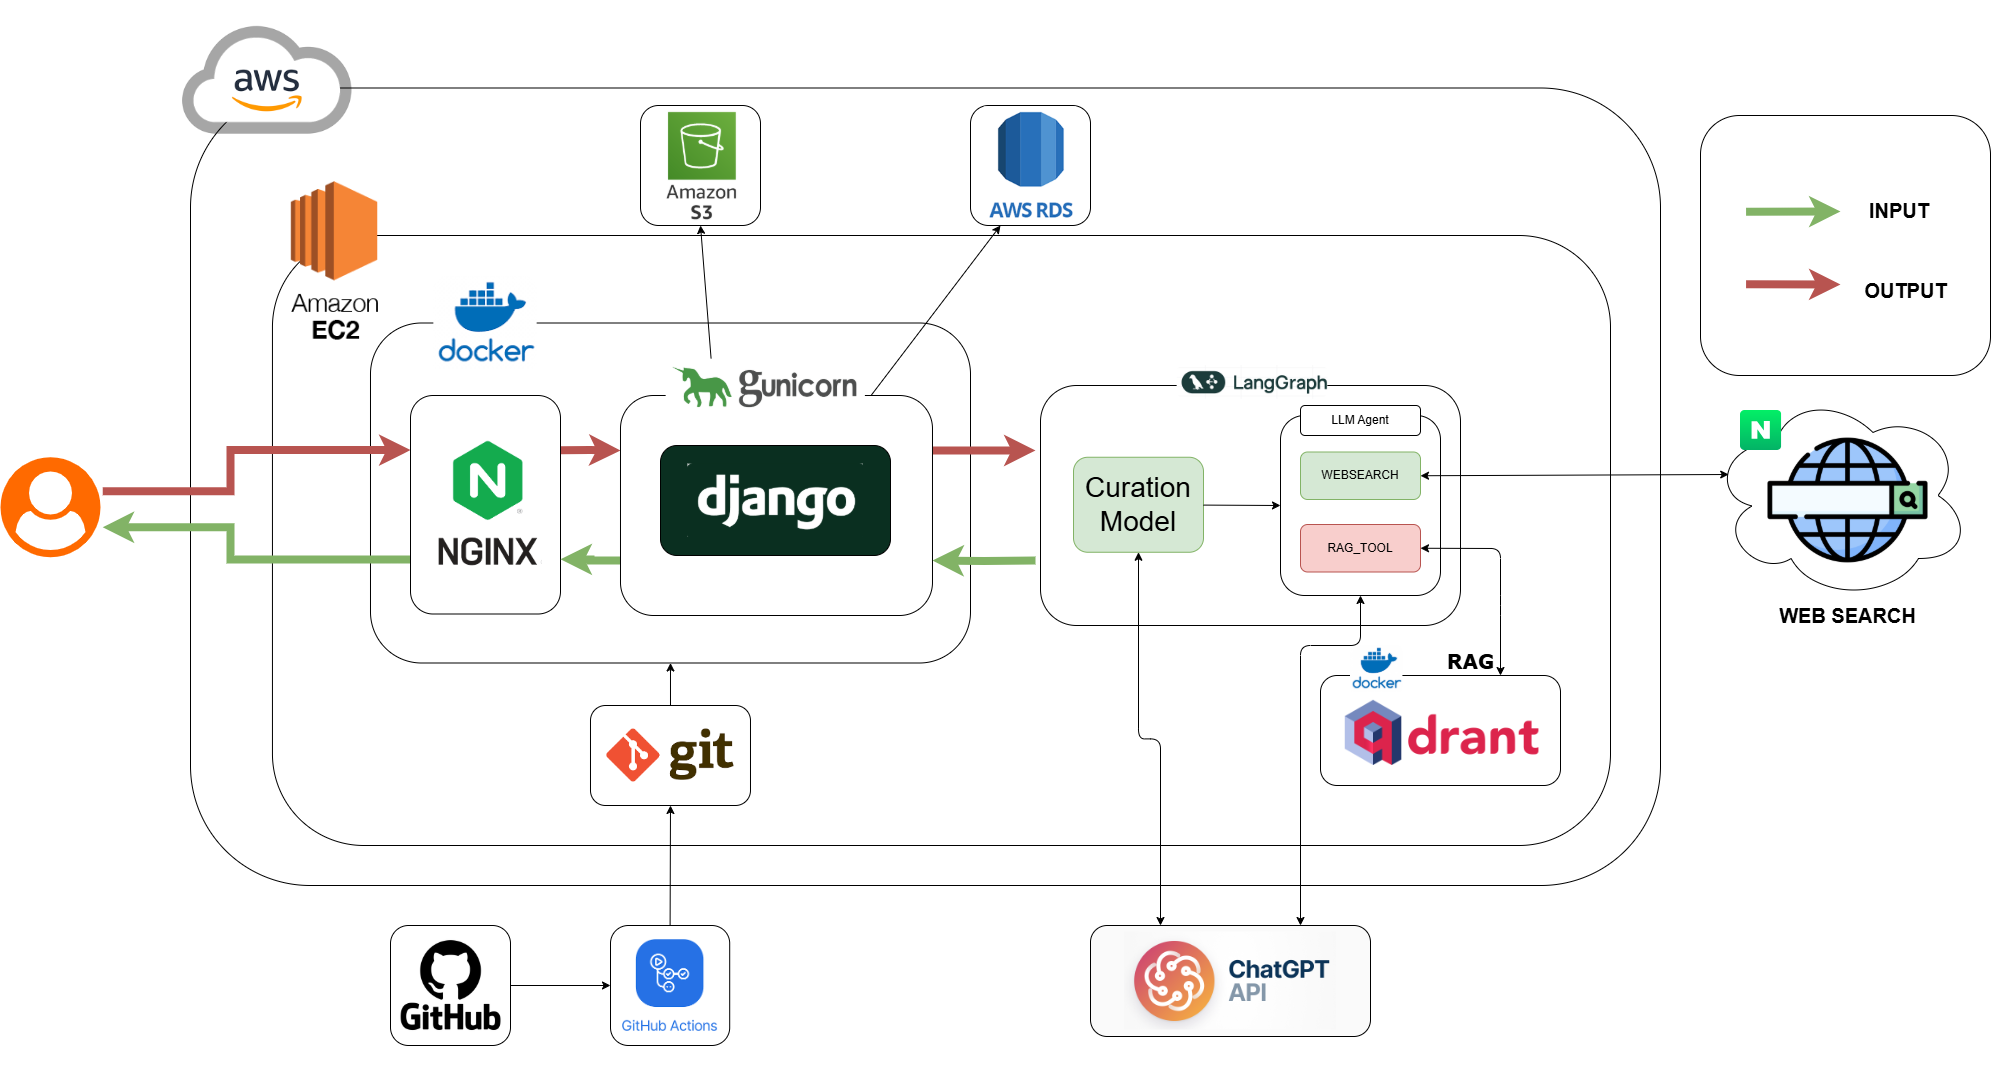 aws
Amazon
S3
AWS RDS
INPUT
OUTPUT
Amazon
EC2
docker
gunicorn
LangGraph
LLM Agent
WEBSEARCH
RAG_TOOL
Curation
Model
N
NGINX
django
N
WEB SEARCH
RAG
docker
qdrant
git
GitHub
GitHub Actions
ChatGPT
API